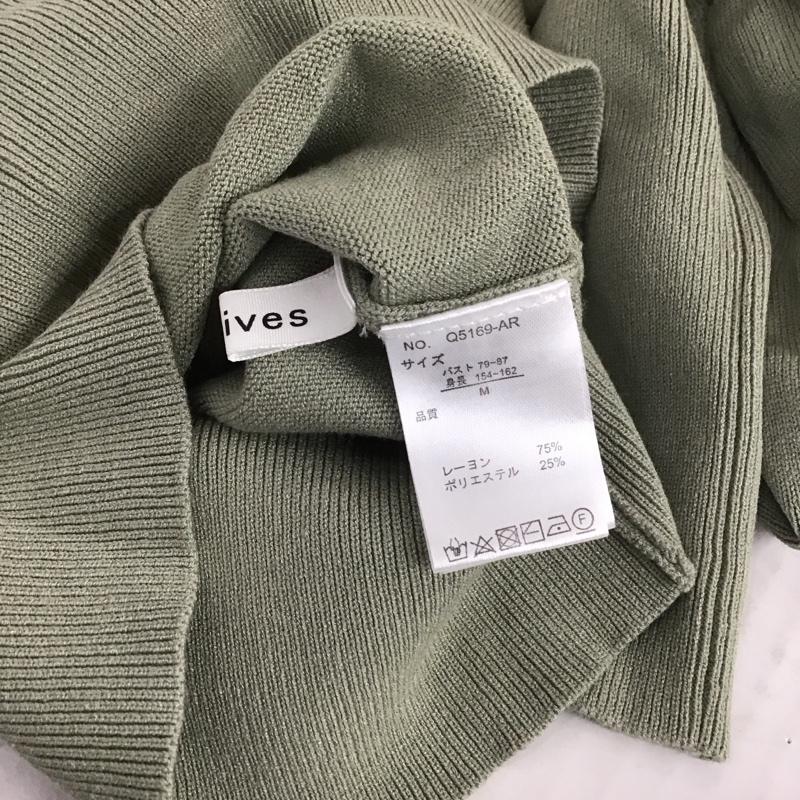 ives
NO. Q5169-AR
サイズ
バスト 79~87
身長 154~162
M
品質
レーヨン 75%
ポリエステル 25%
F